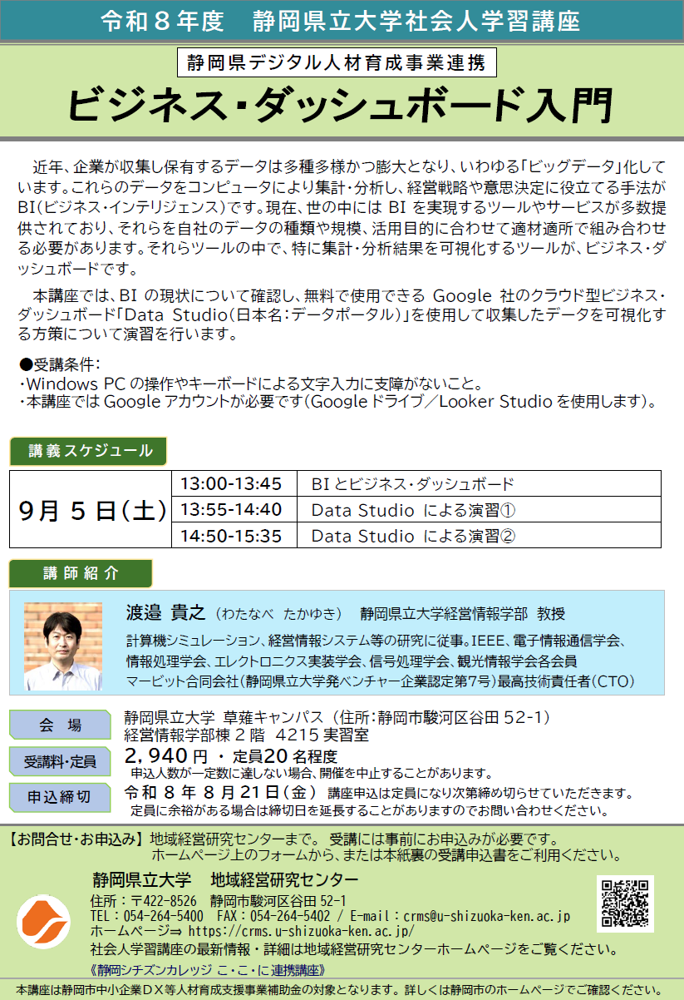 令和８年度　静岡県立大学社会人学習講座
静岡県デジタル人材育成事業連携
ビジネス・ダッシュボード入門
近年、企業が収集し保有するデータは多種多様かつ膨大となり、いわゆる「ビッグデータ」化して
います。これらのデータをコンピュータにより集計・分析し、経営戦略や意思決定に役立てる手法が
BI（ビジネス・インテリジェンス）です。現在、世の中には BI を実現するツールやサービスが多数提
供されており、それらを自社のデータの種類や規模、活用目的に合わせて適材適所で組み合わせ
る必要があります。それらツールの中で、特に集計・分析結果を可視化するツールが、ビジネス・ダ
ッシュボードです。
本講座では、BI の現状について確認し、無料で使用できる Google 社のクラウド型ビジネス・
ダッシュボード「Data Studio（日本名：データポータル）」を使用して収集したデータを可視化す
る方策について演習を行います。
●受講条件：
・Windows PC の操作やキーボードによる文字入力に支障がないこと。
・本講座では Google アカウントが必要です（Google ドライブ／Looker Studio を使用します）。
講義スケジュール
9月 5 日（土）
13:00-13:45　BI とビジネス・ダッシュボード
13:55-14:40　Data Studio による演習①
14:50-15:35　Data Studio による演習②
講師紹介
渡邉 貴之（わたなべ たかゆき）　静岡県立大学経営情報学部 教授
計算機シミュレーション、経営情報システム等の研究に従事。IEEE、電子情報通信学会、
情報処理学会、エレクトロニクス実装学会、信号処理学会、観光情報学会各会員
マービット合同会社（静岡県立大学発ベンチャー企業認定第７号）最高技術責任者（CTO）
会　場
静岡県立大学 草薙キャンパス（住所：静岡市駿河区谷田 52-1）
経営情報学部棟 2 階 4215 実習室
受講料・定員
2,940 円 ・ 定員20 名程度
申込人数が一定数に達しない場合、開催を中止することがあります。
申込締切
令和 8 年 8 月 21 日（金） 講座申込は定員になり次第締め切らせていただきます。
定員に余裕がある場合は締切日を延長することがありますのでお問い合わせください。
【お問合せ・お申込み】地域経営研究センターまで。 受講には事前にお申込みが必要です。
ホームページ上のフォームから、または本紙裏の受講申込書をご利用ください。
静岡県立大学　地域経営研究センター
住所：〒422-8526　静岡市駿河区谷田 52-1
TEL：054-264-5400　FAX：054-264-5402 / E-mail：crms@u-shizuoka-ken.ac.jp
ホームページ⇒ https://crms.u-shizuoka-ken.ac.jp/
社会人学習講座の最新情報・詳細は地域経営研究センターホームページをご覧ください。
《静岡シチズンカレッジ こ・こ・に連携講座》
本講座は静岡市中小企業ＤＸ等人材育成支援事業補助金の対象となります。詳しくは静岡市のホームページでご確認ください。